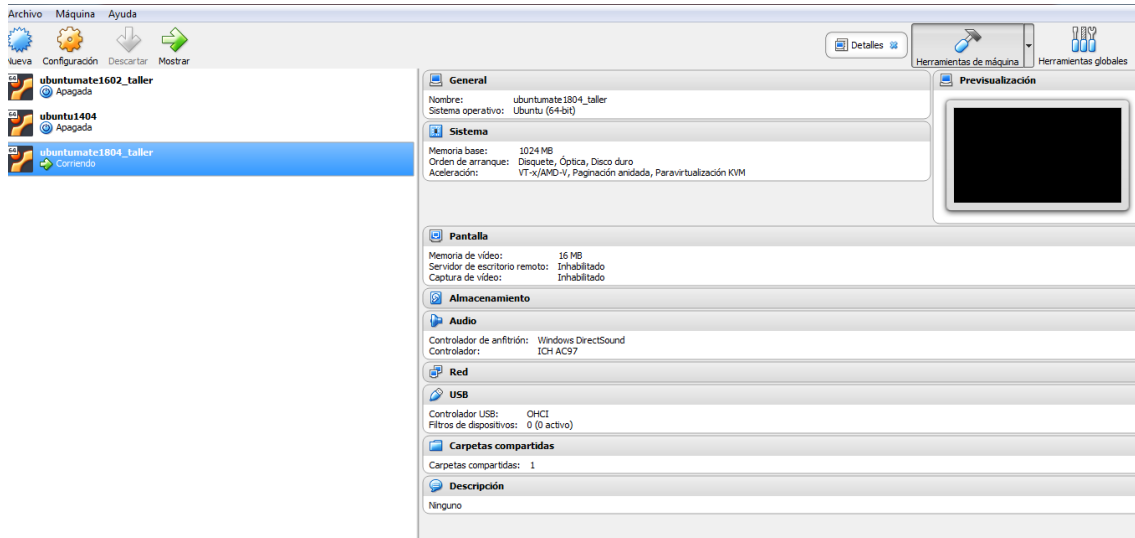 Archivo Máquina Ayuda
Nueva Configuración Descartar Mostrar
Detalles
Herramientas de máquina
Herramientas globales
64 ubuntumate1602_taller
Apagada
64 ubuntu1404
Apagada
64 ubuntumate1804_taller
Corriendo
General
Nombre: ubuntumate1804_taller
Sistema operativo: Ubuntu (64-bit)
Sistema
Memoria base: 1024 MB
Orden de arranque: Disquete, Óptica, Disco duro
Aceleración: VT-x/AMD-V, Paginación anidada, Paravirtualización KVM
Previsualización
Pantalla
Memoria de vídeo: 16 MB
Servidor de escritorio remoto: Inhabilitado
Captura de vídeo: Inhabilitado
Almacenamiento
Audio
Controlador de anfitrión: Windows DirectSound
Controlador: ICH AC97
Red
USB
Controlador USB: OHCI
Filtros de dispositivos: 0 (0 activo)
Carpetas compartidas
Carpetas compartidas: 1
Descripción
Ninguno